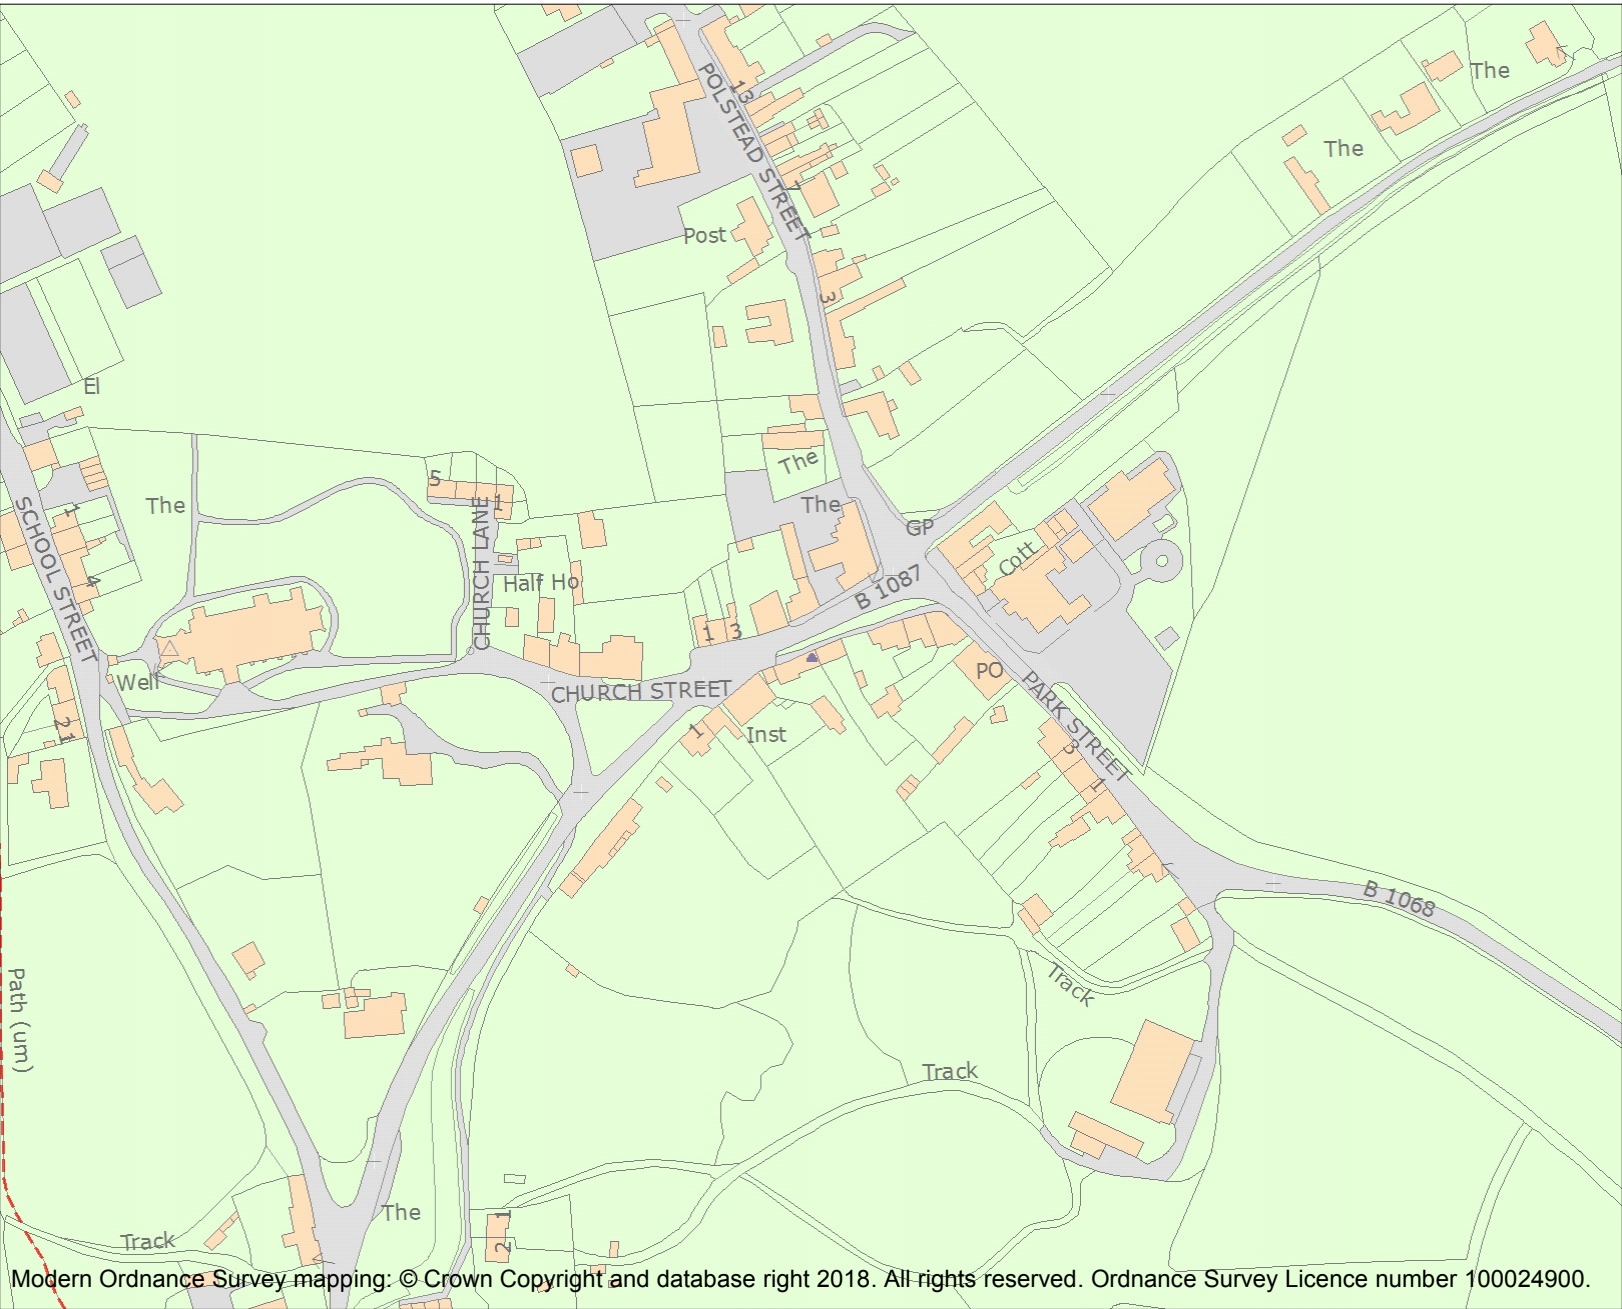 The
POLSTEAD STREET
13
The
7
Post
3
El
The
5
1
The
The
GP
SCHOOL STREET
1
4
CHURCH LANE
Half Ho
Cott
B 1087
1 3
Well
CHURCH STREET
PO
PARK STREET
2 1
1
Inst
3
1
B 1068
Path (um)
Track
Track
The
1
2
Track
Modern Ordnance Survey mapping: © Crown Copyright and database right 2018. All rights reserved. Ordnance Survey Licence number 100024900.